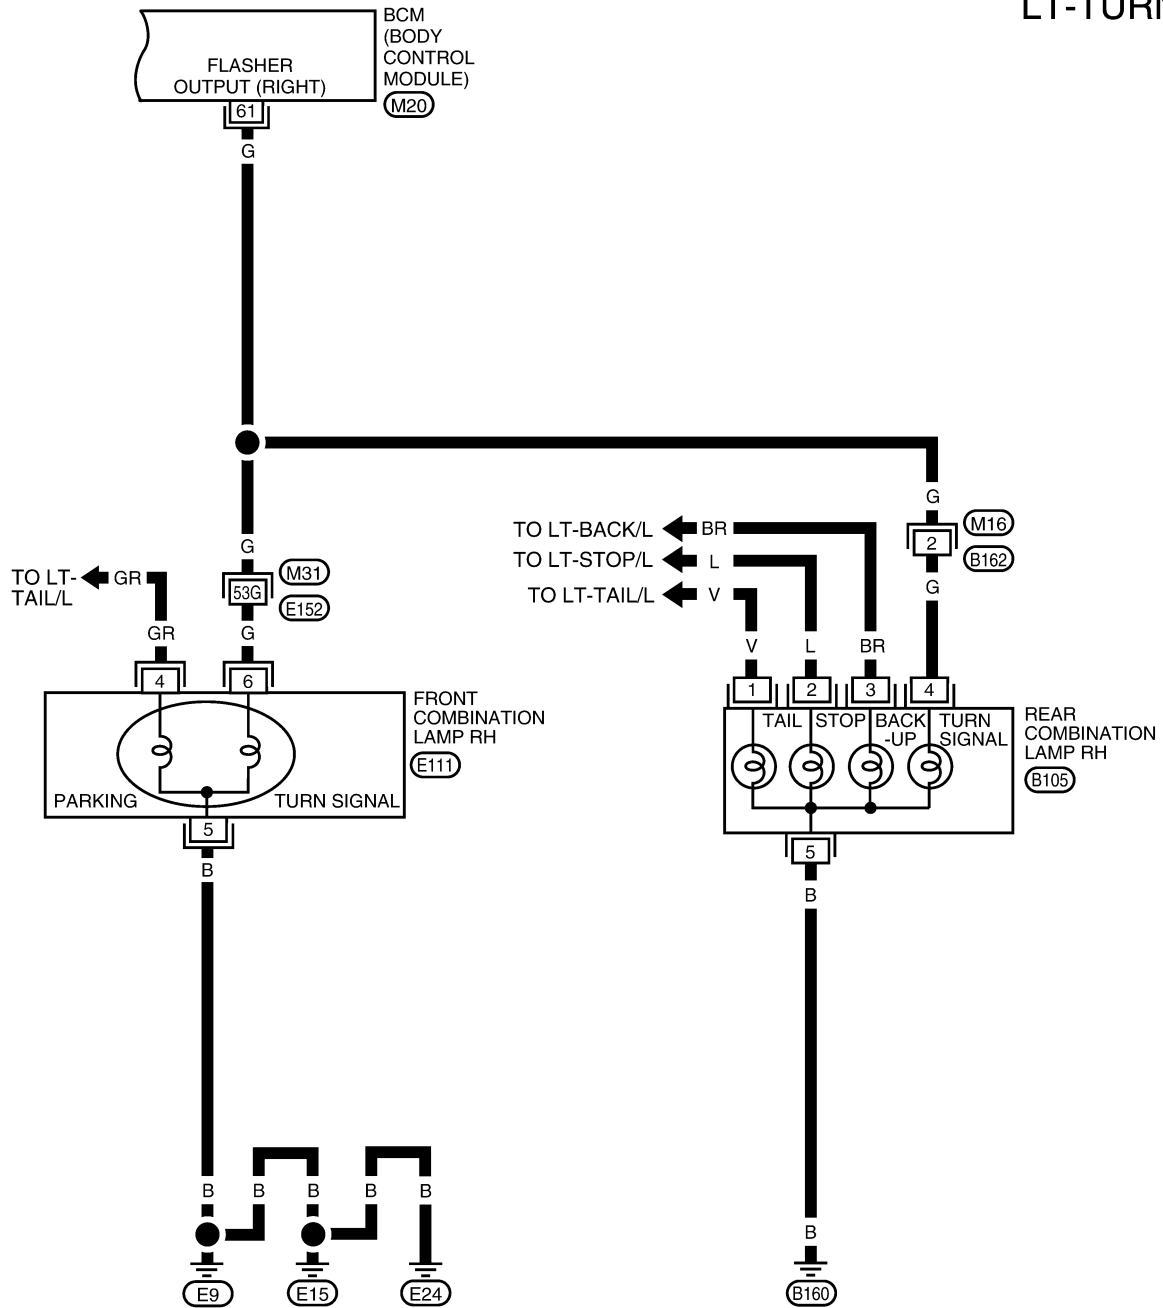 LT-TURN
BCM
(BODY
CONTROL
MODULE)
M20
FLASHER
OUTPUT (RIGHT)
61
G
G
G
M16
2
B162
G
TO LT-BACK/L
BR
TO LT-STOP/L
L
TO LT-TAIL/L
V
M31
53G
E152
G
TO LT-
TAIL/L
GR
GR
V
L
BR
4
6
1
2
3
4
FRONT
COMBINATION
LAMP RH
E111
PARKING
TURN SIGNAL
TAIL
STOP
BACK
-UP
TURN
SIGNAL
REAR
COMBINATION
LAMP RH
B105
5
B
5
B
B
B
B
B
B
B
E9
E15
E24
B160